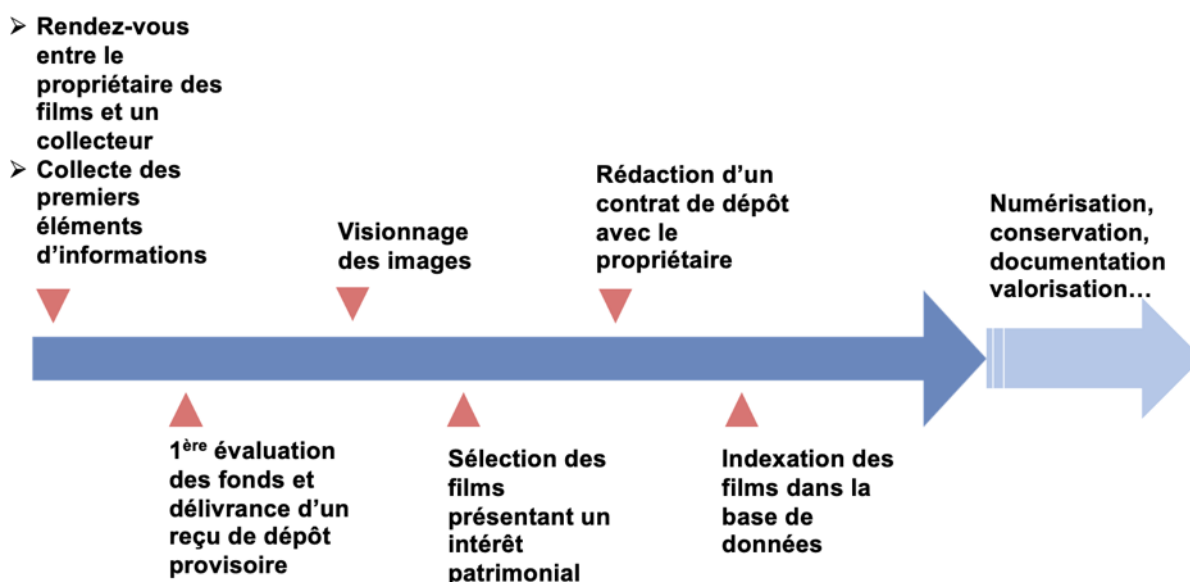 ➢ Rendez-vous
entre le
propriétaire des
films et un
collecteur
➢ Collecte des
premiers
éléments
d'informations
1ère évaluation
des fonds et
délivrance d'un
reçu de dépôt
provisoire
Visionnage
des images
Sélection des
films
présentant un
intérêt
patrimonial
Rédaction d'un
contrat de dépôt
avec le
propriétaire
Indexation des
films dans la
base de
données
Numérisation,
conservation,
documentation
valorisation…